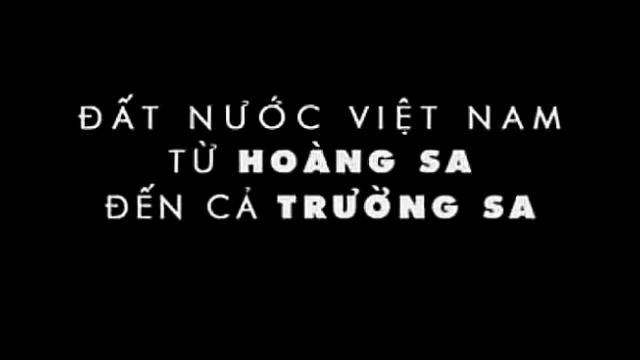 ĐẤT NƯỚC VIỆT NAM
TỪ HOÀNG SA
ĐẾN CẢ TRƯỜNG SA